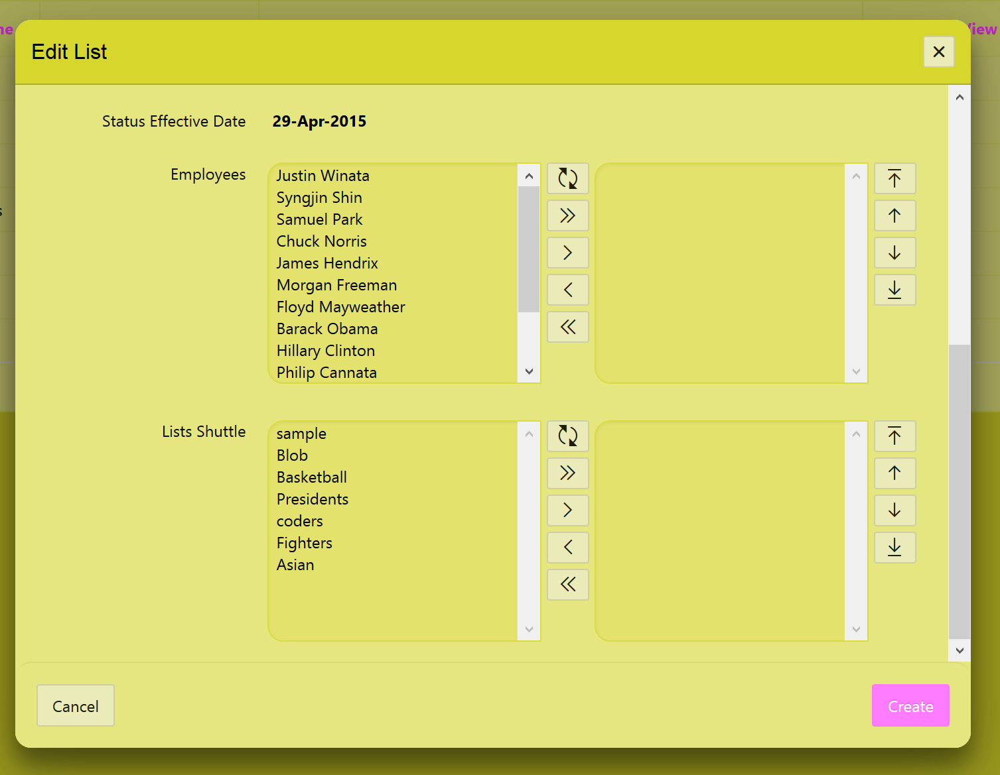 Edit List
Status Effective Date 29-Apr-2015
Employees
Justin Winata
Syngjin Shin
Samuel Park
Chuck Norris
James Hendrix
Morgan Freeman
Floyd Mayweather
Barack Obama
Hillary Clinton
Philip Cannata
Lists Shuttle
sample
Blob
Basketball
Presidents
coders
Fighters
Asian
Cancel
Create